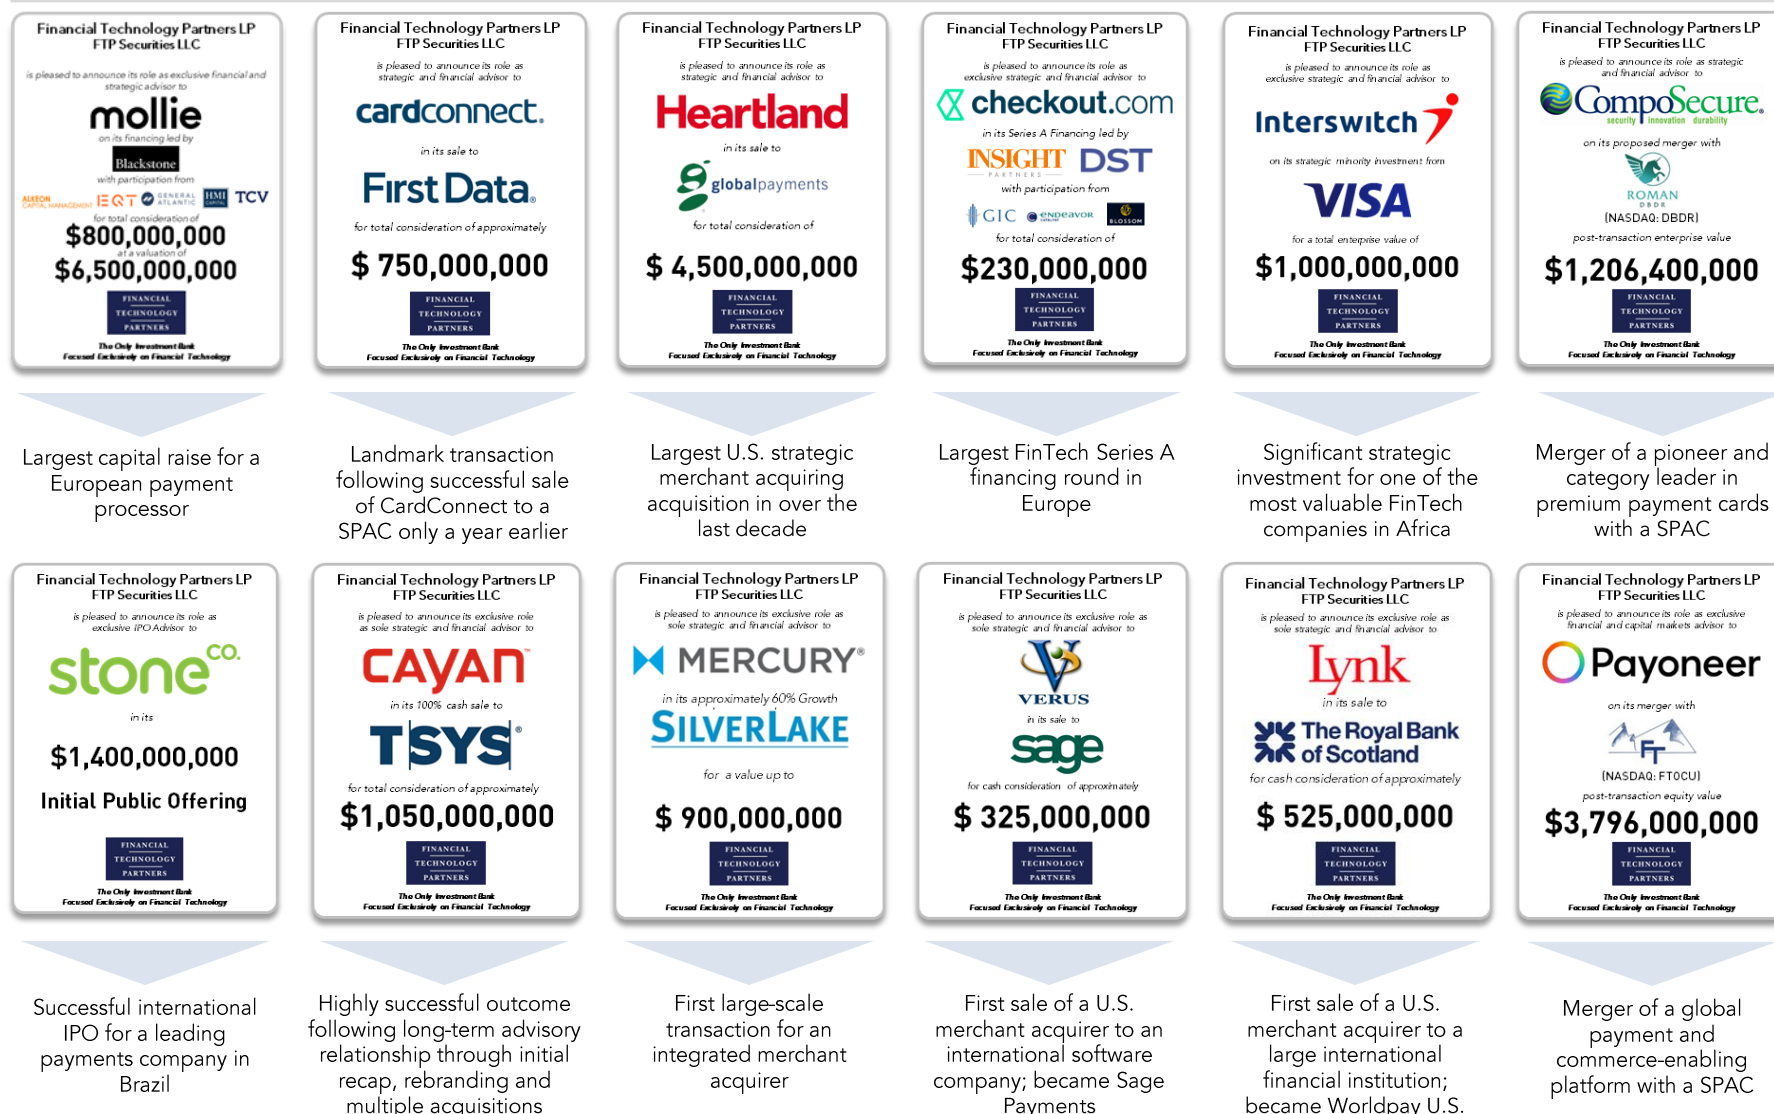 Financial Technology Partners LP
FTP Securities LLC
is pleased to announce its role as exclusive financial and
strategic advisor to
mollie
on its financing led by
Blackstone
with participation from
ALKEON
CAPITAL MANAGEMENT
EQT
GENERAL
ATLANTIC
HMI
CAPITAL
TCV
for total consideration of
$800,000,000
at a valuation of
$6,500,000,000
FINANCIAL
TECHNOLOGY
PARTNERS
The Only Investment Bank
Focused Exclusively on Financial Technology
Largest capital raise for a
European payment
processor
Financial Technology Partners LP
FTP Securities LLC
is pleased to announce its role as
strategic and financial advisor to
cardconnect.
in its sale to
First Data®
for total consideration of approximately
$ 750,000,000
FINANCIAL
TECHNOLOGY
PARTNERS
The Only Investment Bank
Focused Exclusively on Financial Technology
Landmark transaction
following successful sale
of CardConnect to a
SPAC only a year earlier
Financial Technology Partners LP
FTP Securities LLC
is pleased to announce its role as
strategic and financial advisor to
Heartland
in its sale to
globalpayments
for total consideration of
$ 4,500,000,000
FINANCIAL
TECHNOLOGY
PARTNERS
The Only Investment Bank
Focused Exclusively on Financial Technology
Largest U.S. strategic
merchant acquiring
acquisition in over the
last decade
Financial Technology Partners LP
FTP Securities LLC
is pleased to announce its role as
exclusive strategic and financial advisor to
checkout.com
in its Series A Financing led by
INSIGHT
PARTNERS
DST
with participation from
GIC
ENDEAVOR
CATALYST
BLOSSOM
for total consideration of
$230,000,000
FINANCIAL
TECHNOLOGY
PARTNERS
The Only Investment Bank
Focused Exclusively on Financial Technology
Largest FinTech Series A
financing round in
Europe
Financial Technology Partners LP
FTP Securities LLC
is pleased to announce its role as
exclusive strategic and financial advisor to
Interswitch
on its strategic minority investment from
VISA
for a total enterprise value of
$1,000,000,000
FINANCIAL
TECHNOLOGY
PARTNERS
The Only Investment Bank
Focused Exclusively on Financial Technology
Significant strategic
investment for one of the
most valuable FinTech
companies in Africa
Financial Technology Partners LP
FTP Securities LLC
is pleased to announce its role as strategic
and financial advisor to
CompoSecure®
security innovation durability
on its proposed merger with
ROMAN
DBDR
(NASDAQ: DBDR)
post-transaction enterprise value
$1,206,400,000
FINANCIAL
TECHNOLOGY
PARTNERS
The Only Investment Bank
Focused Exclusively on Financial Technology
Merger of a pioneer and
category leader in
premium payment cards
with a SPAC
Financial Technology Partners LP
FTP Securities LLC
is pleased to announce its role as
exclusive IPO Advisor to
stone co.
in its
$1,400,000,000
Initial Public Offering
FINANCIAL
TECHNOLOGY
PARTNERS
The Only Investment Bank
Focused Exclusively on Financial Technology
Successful international
IPO for a leading
payments company in
Brazil
Financial Technology Partners LP
FTP Securities LLC
is pleased to announce its exclusive role
as sole strategic and financial advisor to
CAYAN™
in its 100% cash sale to
TSYS®
for total consideration of approximately
$1,050,000,000
FINANCIAL
TECHNOLOGY
PARTNERS
The Only Investment Bank
Focused Exclusively on Financial Technology
Highly successful outcome
following long-term advisory
relationship through initial
recap, rebranding and
multiple acquisitions
Financial Technology Partners LP
FTP Securities LLC
is pleased to announce its exclusive role as
sole strategic and financial advisor to
MERCURY®
in its approximately 60% Growth
SILVERLAKE
for a value up to
$ 900,000,000
FINANCIAL
TECHNOLOGY
PARTNERS
The Only Investment Bank
Focused Exclusively on Financial Technology
First large-scale
transaction for an
integrated merchant
acquirer
Financial Technology Partners LP
FTP Securities LLC
is pleased to announce its exclusive role as
sole strategic and financial advisor to
VERUS
in its sale to
sage
for cash consideration of approximately
$ 325,000,000
FINANCIAL
TECHNOLOGY
PARTNERS
The Only Investment Bank
Focused Exclusively on Financial Technology
First sale of a U.S.
merchant acquirer to an
international software
company; became Sage
Payments
Financial Technology Partners LP
FTP Securities LLC
is pleased to announce its exclusive role as
sole strategic and financial advisor to
Lynk
in its sale to
The Royal Bank
of Scotland
for cash consideration of approximately
$ 525,000,000
FINANCIAL
TECHNOLOGY
PARTNERS
The Only Investment Bank
Focused Exclusively on Financial Technology
First sale of a U.S.
merchant acquirer to a
large international
financial institution;
became Worldpay U.S.
Financial Technology Partners LP
FTP Securities LLC
is pleased to announce its role as exclusive
financial and capital markets advisor to
Payoneer
on its merger with
FT
(NASDAQ: FTOCU)
post-transaction equity value
$3,796,000,000
FINANCIAL
TECHNOLOGY
PARTNERS
The Only Investment Bank
Focused Exclusively on Financial Technology
Merger of a global
payment and
commerce-enabling
platform with a SPAC